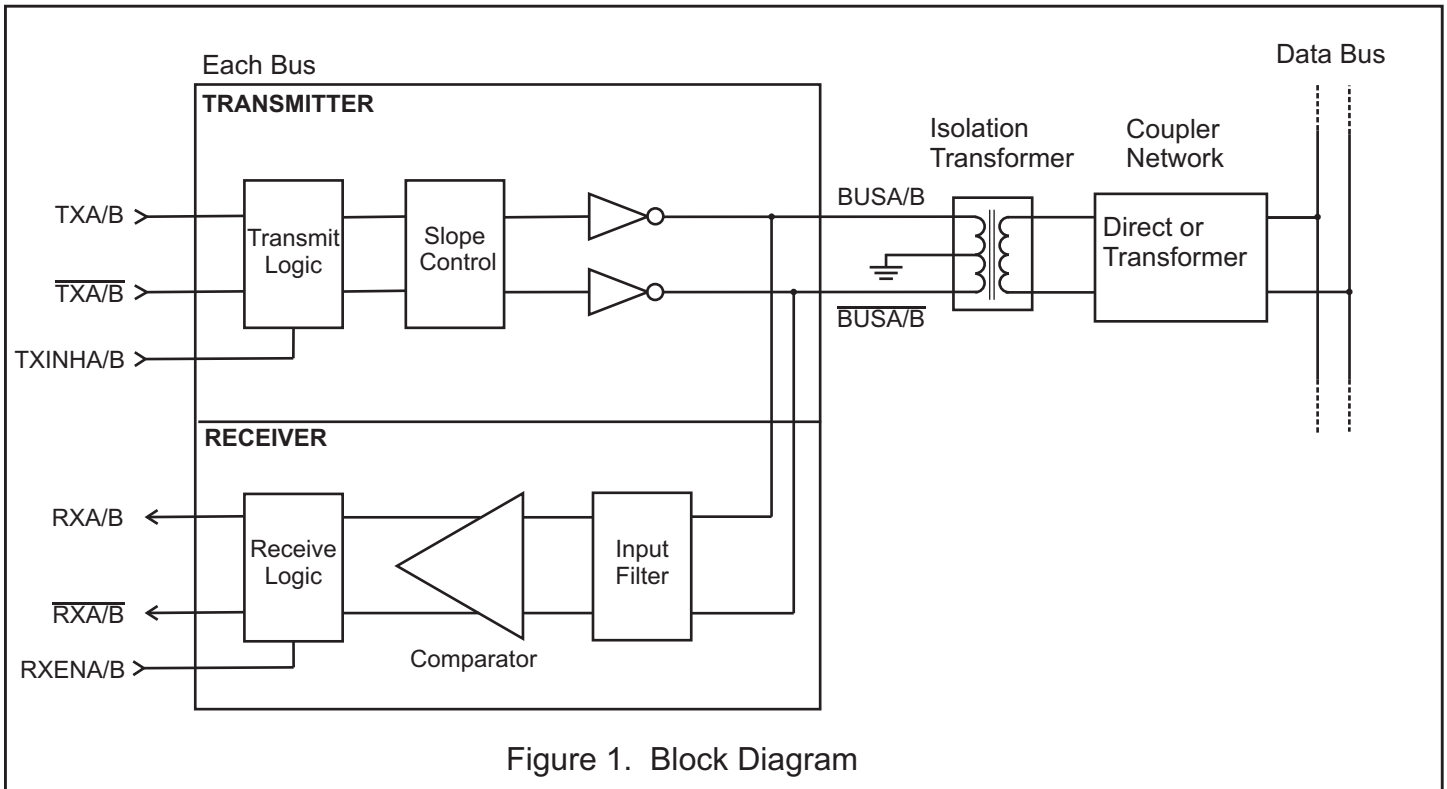 Each Bus
Data Bus
TRANSMITTER
Isolation
Transformer
Coupler
Network
TXA/B
TXA/B
TXINHA/B
Transmit
Logic
Slope
Control
BUSA/B
BUSA/B
Direct or
Transformer
RECEIVER
RXA/B
RXA/B
RXENA/B
Receive
Logic
Comparator
Input
Filter
Figure 1. Block Diagram